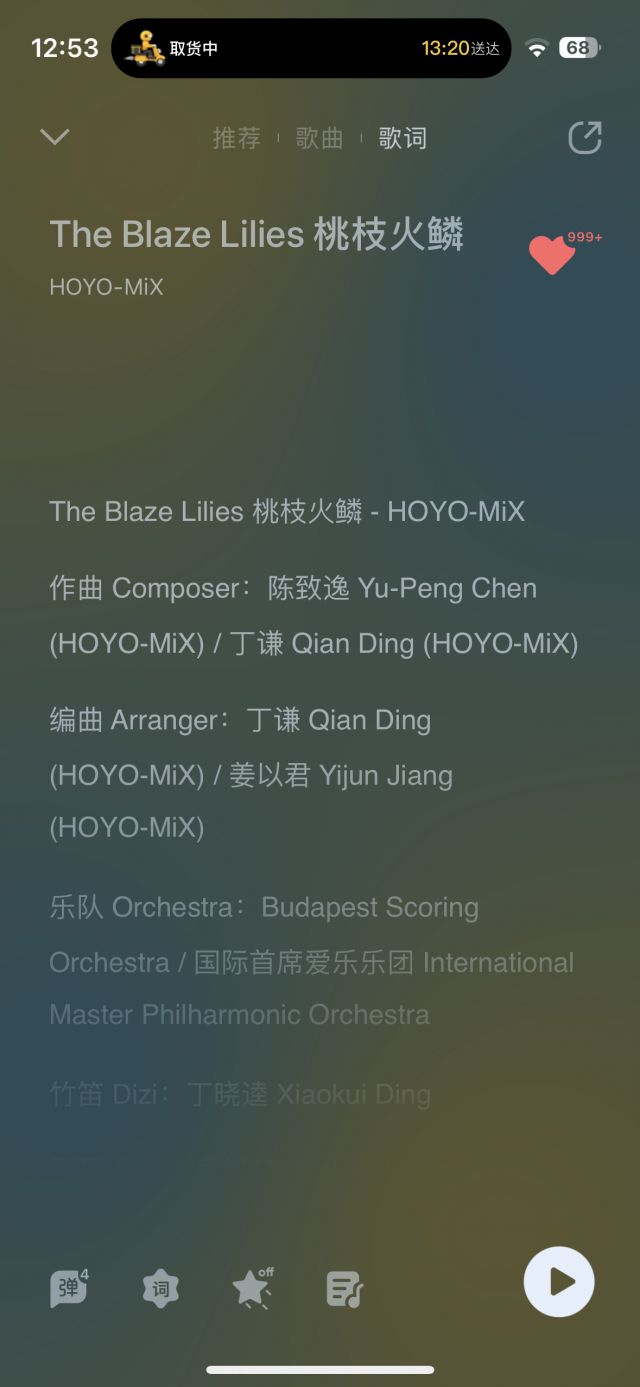 12:53 取货中 13:20送达 68
推荐 歌曲 歌词
The Blaze Lilies 桃枝火鳞
999+
HOYO-MiX
The Blaze Lilies 桃枝火鳞 - HOYO-MiX
作曲 Composer：陈致逸 Yu-Peng Chen
(HOYO-MiX) / 丁谦 Qian Ding (HOYO-MiX)
编曲 Arranger：丁谦 Qian Ding
(HOYO-MiX) / 姜以君 Yijun Jiang
(HOYO-MiX)
乐队 Orchestra：Budapest Scoring
Orchestra / 国际首席爱乐乐团 International
Master Philharmonic Orchestra
竹笛 Dizi：丁晓逵 Xiaokui Ding
弹 4 词 off